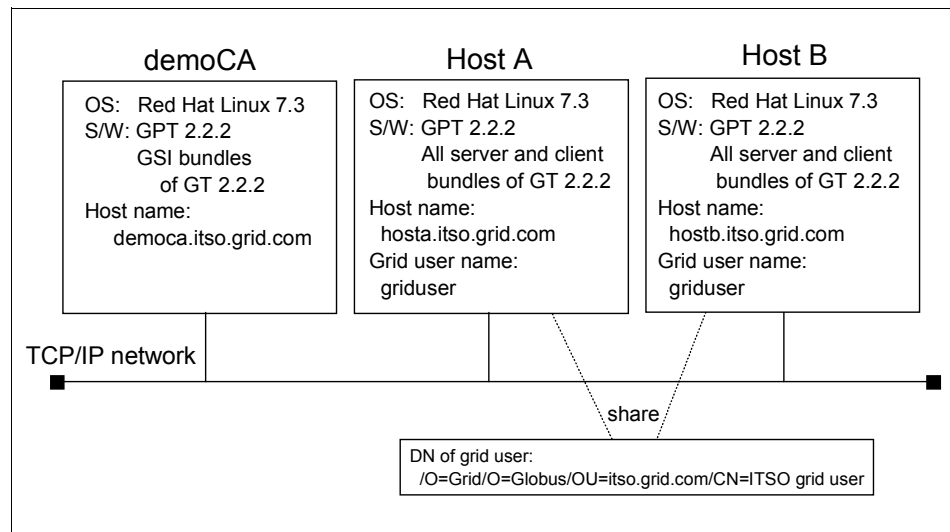 demoCA
OS: Red Hat Linux 7.3
S/W: GPT 2.2.2
GSI bundles
of GT 2.2.2
Host name:
democa.itso.grid.com
Host A
OS: Red Hat Linux 7.3
S/W: GPT 2.2.2
All server and client
bundles of GT 2.2.2
Host name:
hosta.itso.grid.com
Grid user name:
griduser
Host B
OS: Red Hat Linux 7.3
S/W: GPT 2.2.2
All server and client
bundles of GT 2.2.2
Host name:
hostb.itso.grid.com
Grid user name:
griduser
TCP/IP network
share
DN of grid user:
/O=Grid/O=Globus/OU=itso.grid.com/CN=ITSO grid user